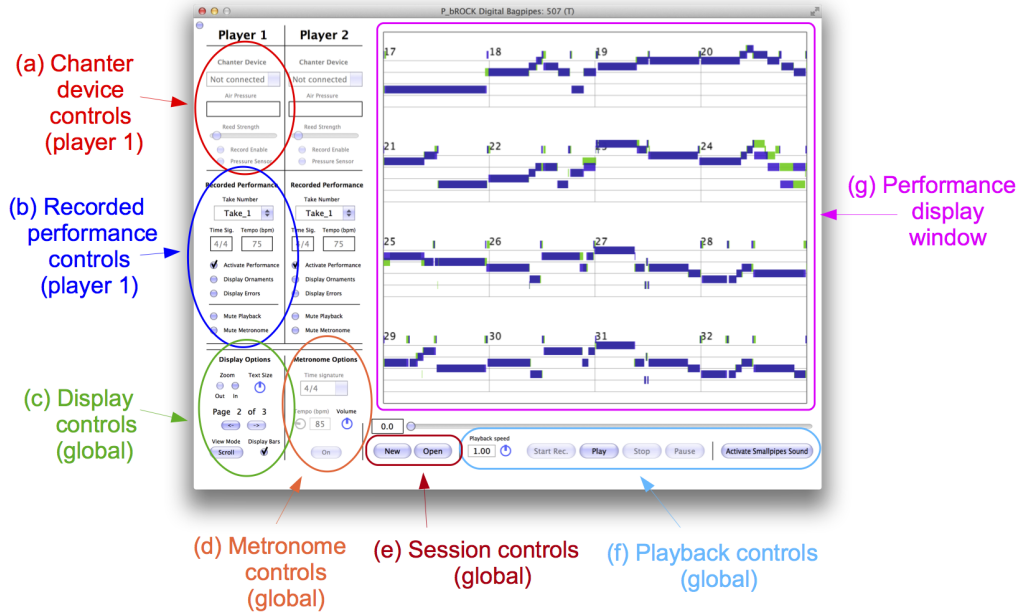 P_bROCK Digital Bagpipes: 507 (T)
Player 1
Player 2
(a) Chanter
device
controls
(player 1)
Chanter Device
Chanter Device
Not connected
Not connected
Air Pressure
Air Pressure
Reed Strength
Reed Strength
Record Enable
Record Enable
Pressure Sensor
Pressure Sensor
(b) Recorded
performance
controls
(player 1)
Recorded Performance
Recorded Performance
Take Number
Take Number
Take_1
Take_1
Time Sig.
Tempo (bpm)
Time Sig.
Tempo (bpm)
4/4
75
4/4
75
Activate Performance
Activate Performance
Display Ornaments
Display Ornaments
Display Errors
Display Errors
Mute Playback
Mute Playback
Mute Metronome
Mute Metronome
(c) Display
controls
(global)
Display Options
Zoom
Text Size
Out
In
Page 2 of 3
<-
->
View Mode
Display Bars
Scroll
Metronome Options
Time signature
4/4
Tempo (bpm)
Volume
85
On
17
18
19
20
21
22
23
24
25
26
27
28
29
30
31
32
(g) Performance
display
window
0.0
New
Open
Playback speed
1.00
Start Rec.
Play
Stop
Pause
Activate Smallpipes Sound
(d) Metronome
controls
(global)
(e) Session controls
(global)
(f) Playback controls
(global)